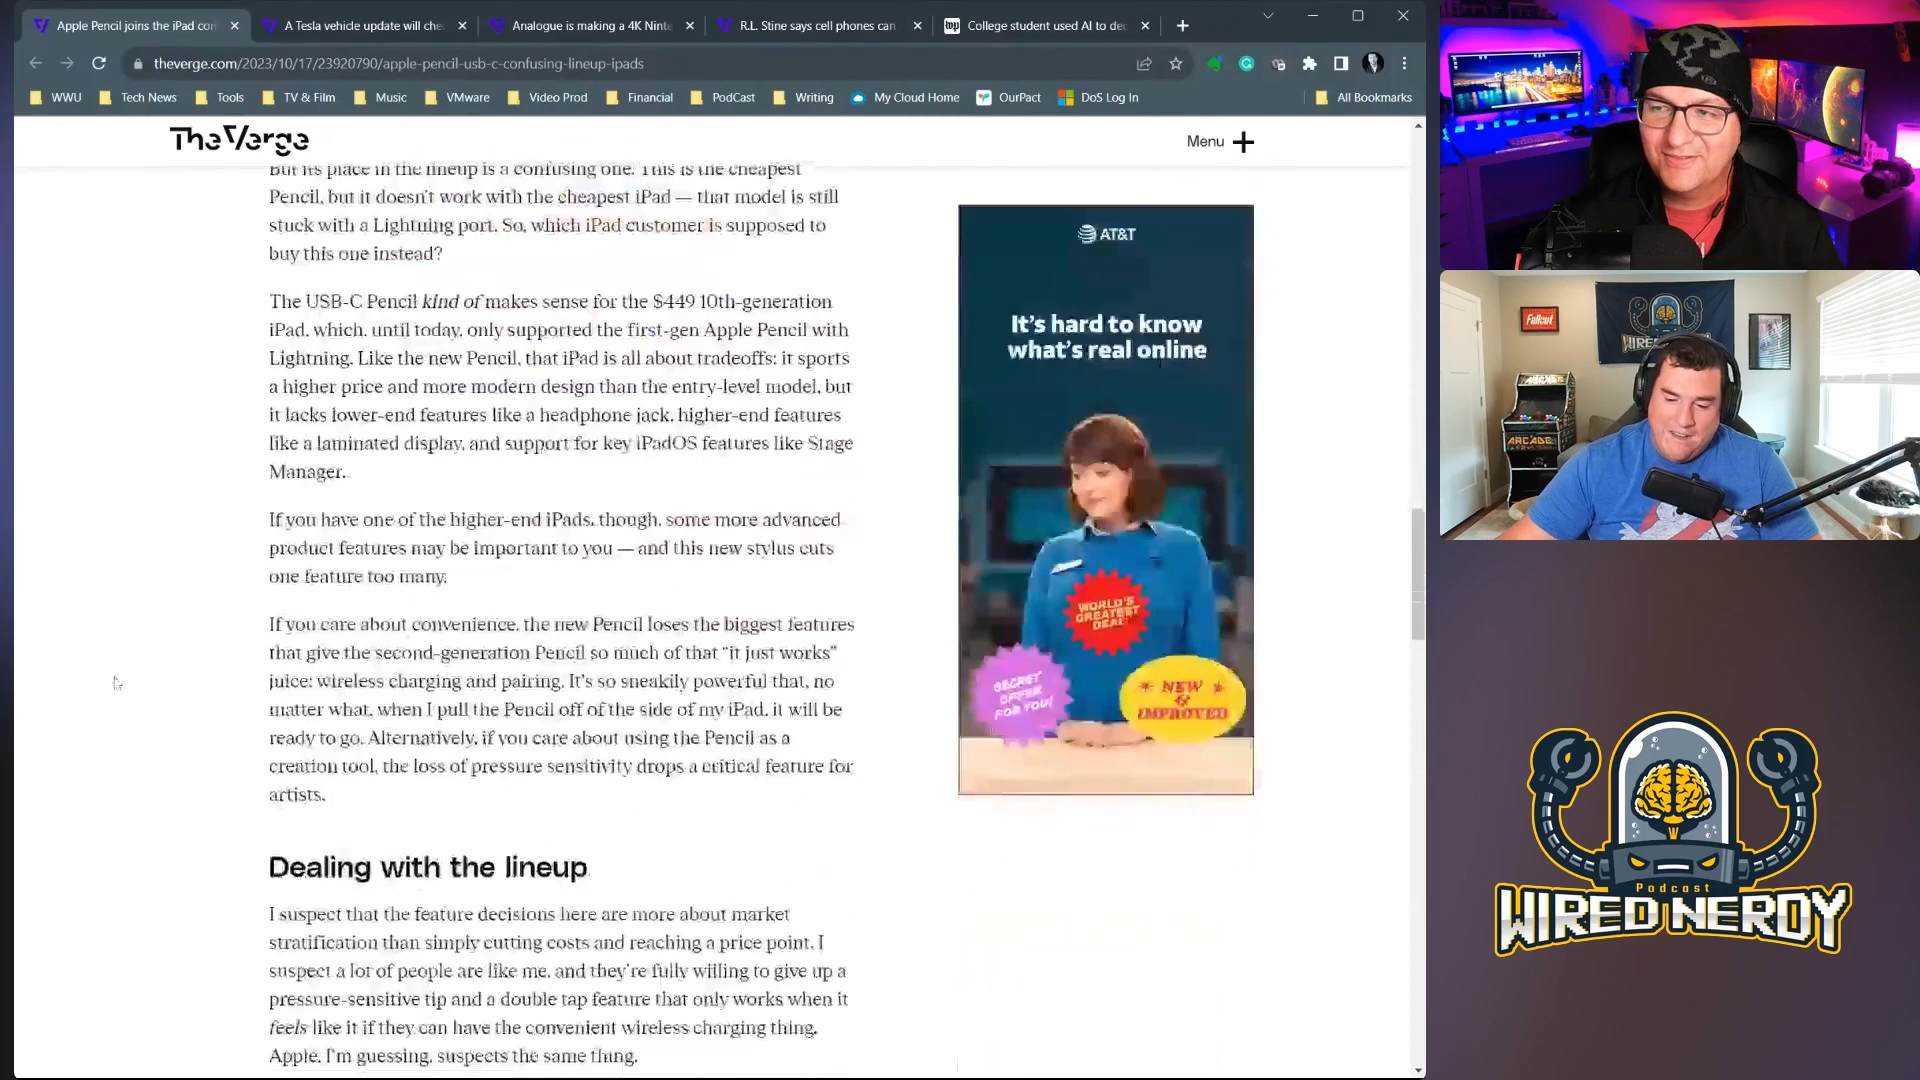 Apple Pencil joins the iPad con
A Tesla vehicle update will che
Analogue is making a 4K Ninte
R.L. Stine says cell phones can
College student used AI to dec
theverge.com/2023/10/17/23920790/apple-pencil-usb-c-confusing-lineup-ipads
WWU
Tech News
Tools
TV & Film
Music
VMware
Video Prod
Financial
PodCast
Writing
My Cloud Home
OurPact
DoS Log In
All Bookmarks
The Verge
Menu
But its place in the lineup is a confusing one. This is the cheapest
Pencil, but it doesn't work with the cheapest iPad — that model is still
stuck with a Lightning port. So, which iPad customer is supposed to
buy this one instead?
The USB-C Pencil kind of makes sense for the $449 10th-generation
iPad, which, until today, only supported the first-gen Apple Pencil with
Lightning. Like the new Pencil, that iPad is all about tradeoffs: it sports
a higher price and more modern design than the entry-level model, but
it lacks lower-end features like a headphone jack, higher-end features
like a laminated display, and support for key iPadOS features like Stage
Manager.
If you have one of the higher-end iPads, though, some more advanced
product features may be important to you — and this new stylus cuts
one feature too many.
If you care about convenience, the new Pencil loses the biggest features
that give the second-generation Pencil so much of that “it just works”
juice: wireless charging and pairing. It's so sneakily powerful that, no
matter what, when I pull the Pencil off of the side of my iPad, it will be
ready to go. Alternatively, if you care about using the Pencil as a
creation tool, the loss of pressure sensitivity drops a critical feature for
artists.
Dealing with the lineup
I suspect that the feature decisions here are more about market
stratification than simply cutting costs and reaching a price point. I
suspect a lot of people are like me, and they're fully willing to give up a
pressure-sensitive tip and a double tap feature that only works when it
feels like it if they can have the convenient wireless charging thing.
Apple, I'm guessing, suspects the same thing.
AT&T
It's hard to know
what's real online
WORLD'S
GREATEST
DEAL!
SECRET
OFFER
FOR YOU!
NEW
&
IMPROVED
Fallout
WIRED
ARCADE
Podcast
WIRED NERDY